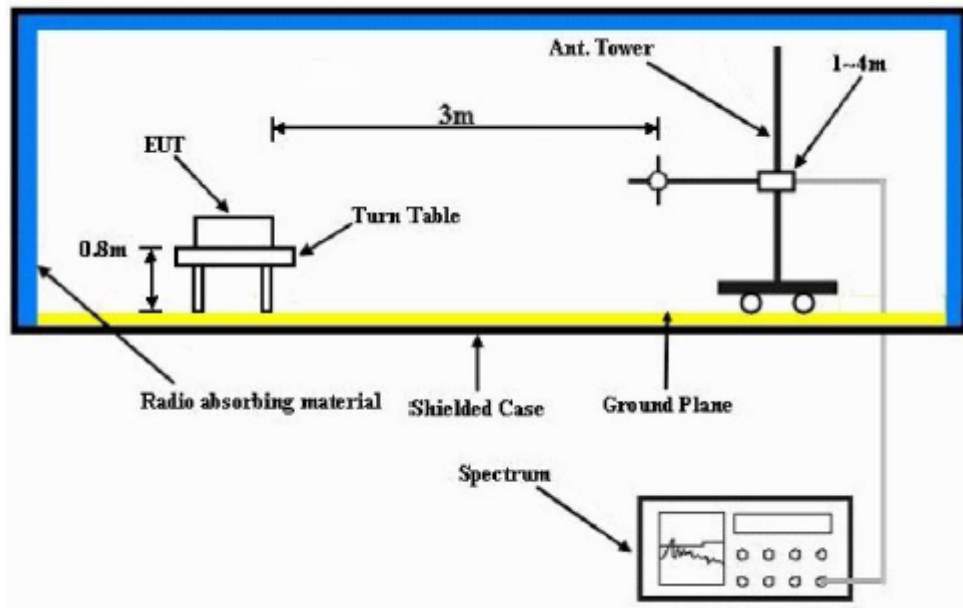 Ant. Tower
1~4m
3m
EUT
Turn Table
0.8m
Radio absorbing material
Shielded Case
Ground Plane
Spectrum